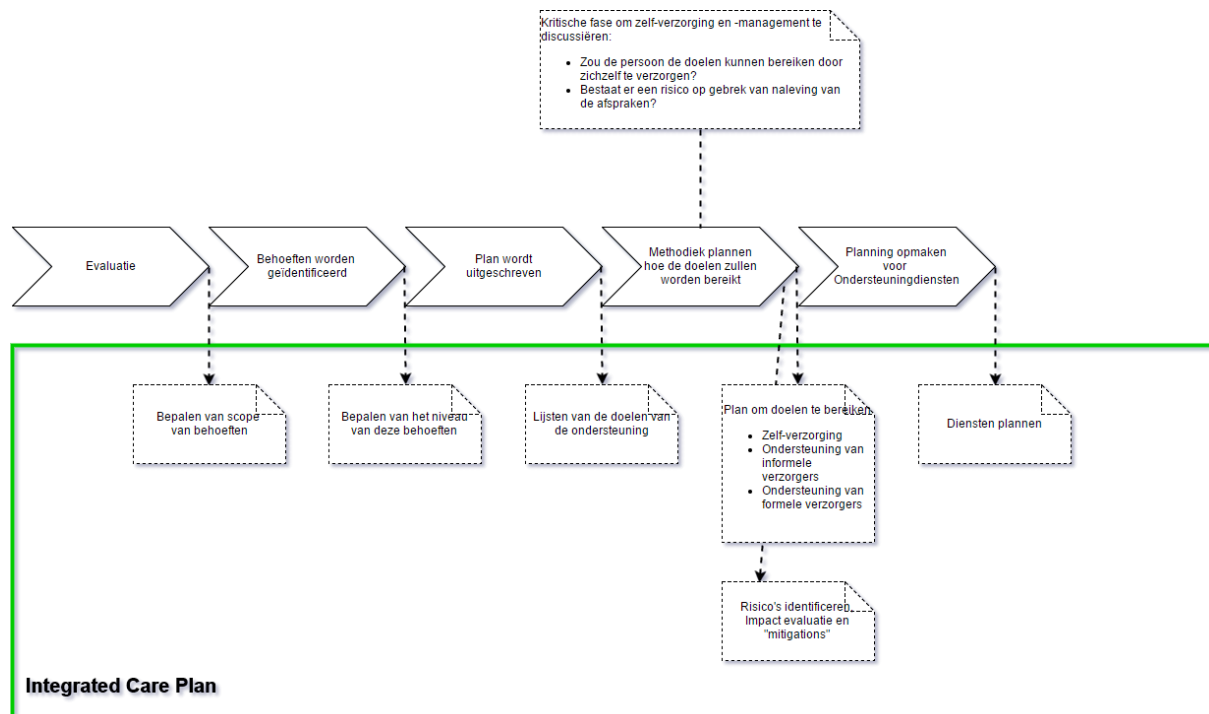 Kritische fase om zelf-verzorging en -management te
discussiëren:
• Zou de persoon de doelen kunnen bereiken door
zichzelf te verzorgen?
• Bestaat er een risico op gebrek van naleving van
de afspraken?
Evaluatie
Behoeften worden
geïdentificeerd
Plan wordt
uitgeschreven
Methodiek plannen
hoe de doelen zullen
worden bereikt
Planning opmaken
voor
Ondersteuningdiensten
Bepalen van scope
van behoeften
Bepalen van het niveau
van deze behoeften
Lijsten van de doelen van
de ondersteuning
Plan om doelen te bereiken
• Zelf-verzorging
• Ondersteuning van
informele
verzorgers
• Ondersteuning van
formele verzorgers
Diensten plannen
Risico's identificeren,
Impact evaluatie en
"mitigations"
Integrated Care Plan